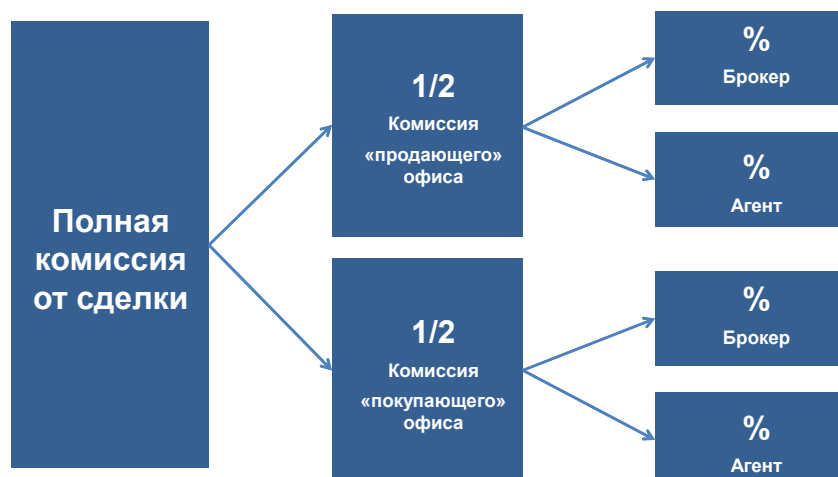 Полная
комиссия
от сделки
1/2
Комиссия
«продающего»
офиса
%
Брокер
%
Агент
1/2
Комиссия
«покупающего»
офиса
%
Брокер
%
Агент